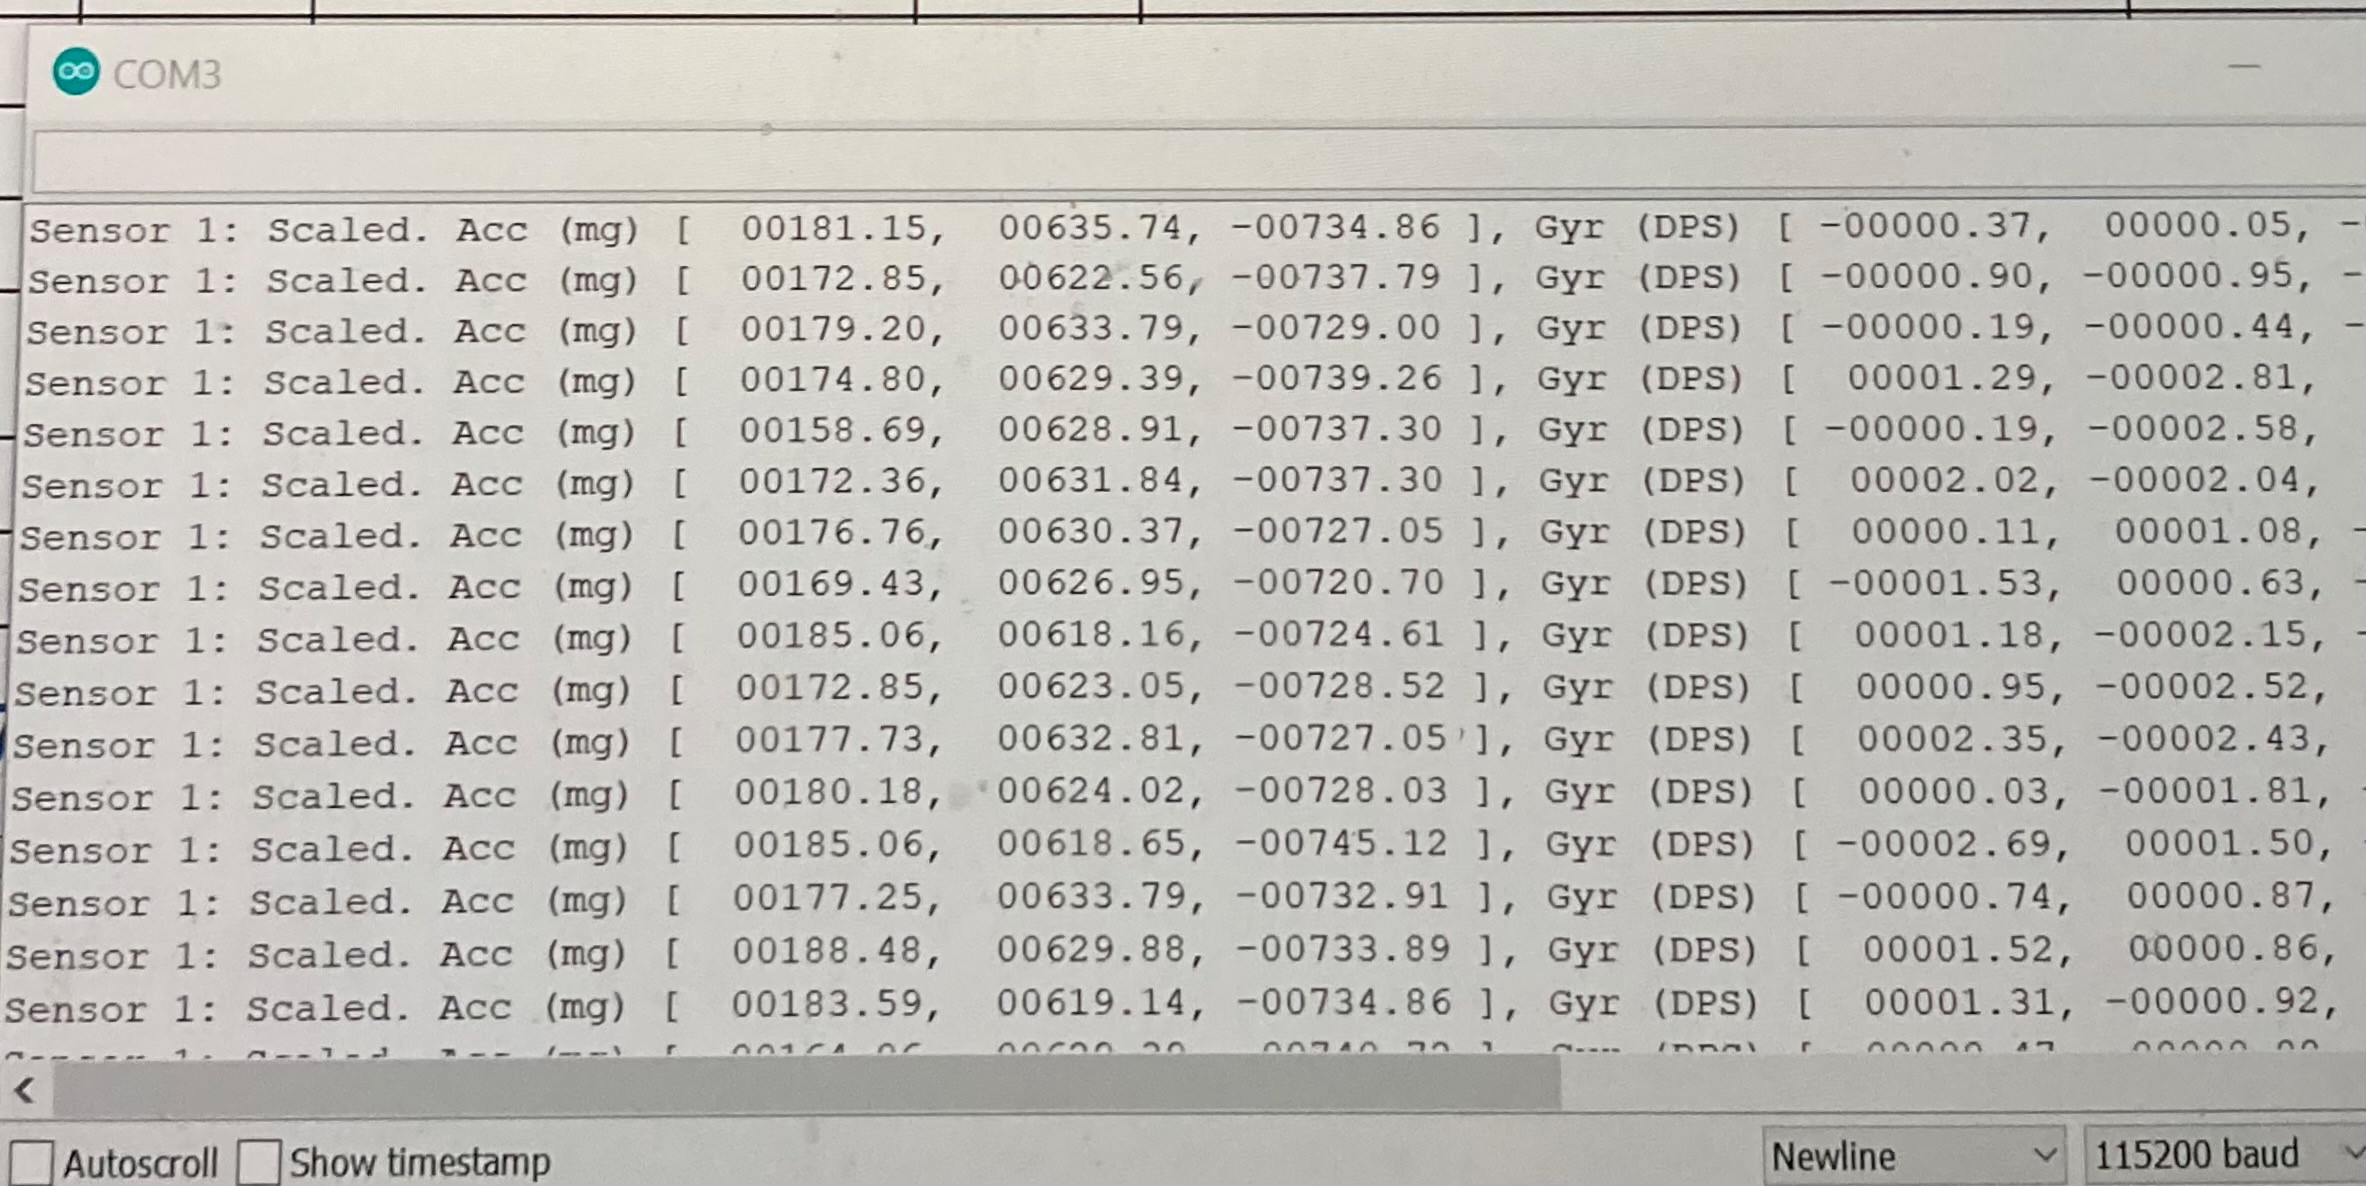 COM3
Sensor 1: Scaled. Acc (mg) [ 00181.15, 00635.74, -00734.86 ], Gyr (DPS) [ -00000.37, 00000.05, -
Sensor 1: Scaled. Acc (mg) [ 00172.85, 00622.56, -00737.79 ], Gyr (DPS) [ -00000.90, -00000.95, -
Sensor 1: Scaled. Acc (mg) [ 00179.20, 00633.79, -00729.00 ], Gyr (DPS) [ -00000.19, -00000.44, -
Sensor 1: Scaled. Acc (mg) [ 00174.80, 00629.39, -00739.26 ], Gyr (DPS) [ 00001.29, -00002.81,
Sensor 1: Scaled. Acc (mg) [ 00158.69, 00628.91, -00737.30 ], Gyr (DPS) [ -00000.19, -00002.58,
Sensor 1: Scaled. Acc (mg) [ 00172.36, 00631.84, -00737.30 ], Gyr (DPS) [ 00002.02, -00002.04,
Sensor 1: Scaled. Acc (mg) [ 00176.76, 00630.37, -00727.05 ], Gyr (DPS) [ 00000.11, 00001.08, -
Sensor 1: Scaled. Acc (mg) [ 00169.43, 00626.95, -00720.70 ], Gyr (DPS) [ -00001.53, 00000.63, -
Sensor 1: Scaled. Acc (mg) [ 00185.06, 00618.16, -00724.61 ], Gyr (DPS) [ 00001.18, -00002.15, -
Sensor 1: Scaled. Acc (mg) [ 00172.85, 00623.05, -00728.52 ], Gyr (DPS) [ 00000.95, -00002.52,
Sensor 1: Scaled. Acc (mg) [ 00177.73, 00632.81, -00727.05 ], Gyr (DPS) [ 00002.35, -00002.43,
Sensor 1: Scaled. Acc (mg) [ 00180.18, 00624.02, -00728.03 ], Gyr (DPS) [ 00000.03, -00001.81, -
Sensor 1: Scaled. Acc (mg) [ 00185.06, 00618.65, -00745.12 ], Gyr (DPS) [ -00002.69, 00001.50, -
Sensor 1: Scaled. Acc (mg) [ 00177.25, 00633.79, -00732.91 ], Gyr (DPS) [ -00000.74, 00000.87,
Sensor 1: Scaled. Acc (mg) [ 00188.48, 00629.88, -00733.89 ], Gyr (DPS) [ 00001.52, 00000.86,
Sensor 1: Scaled. Acc (mg) [ 00183.59, 00619.14, -00734.86 ], Gyr (DPS) [ 00001.31, -00000.92,
Autoscroll Show timestamp Newline 115200 baud